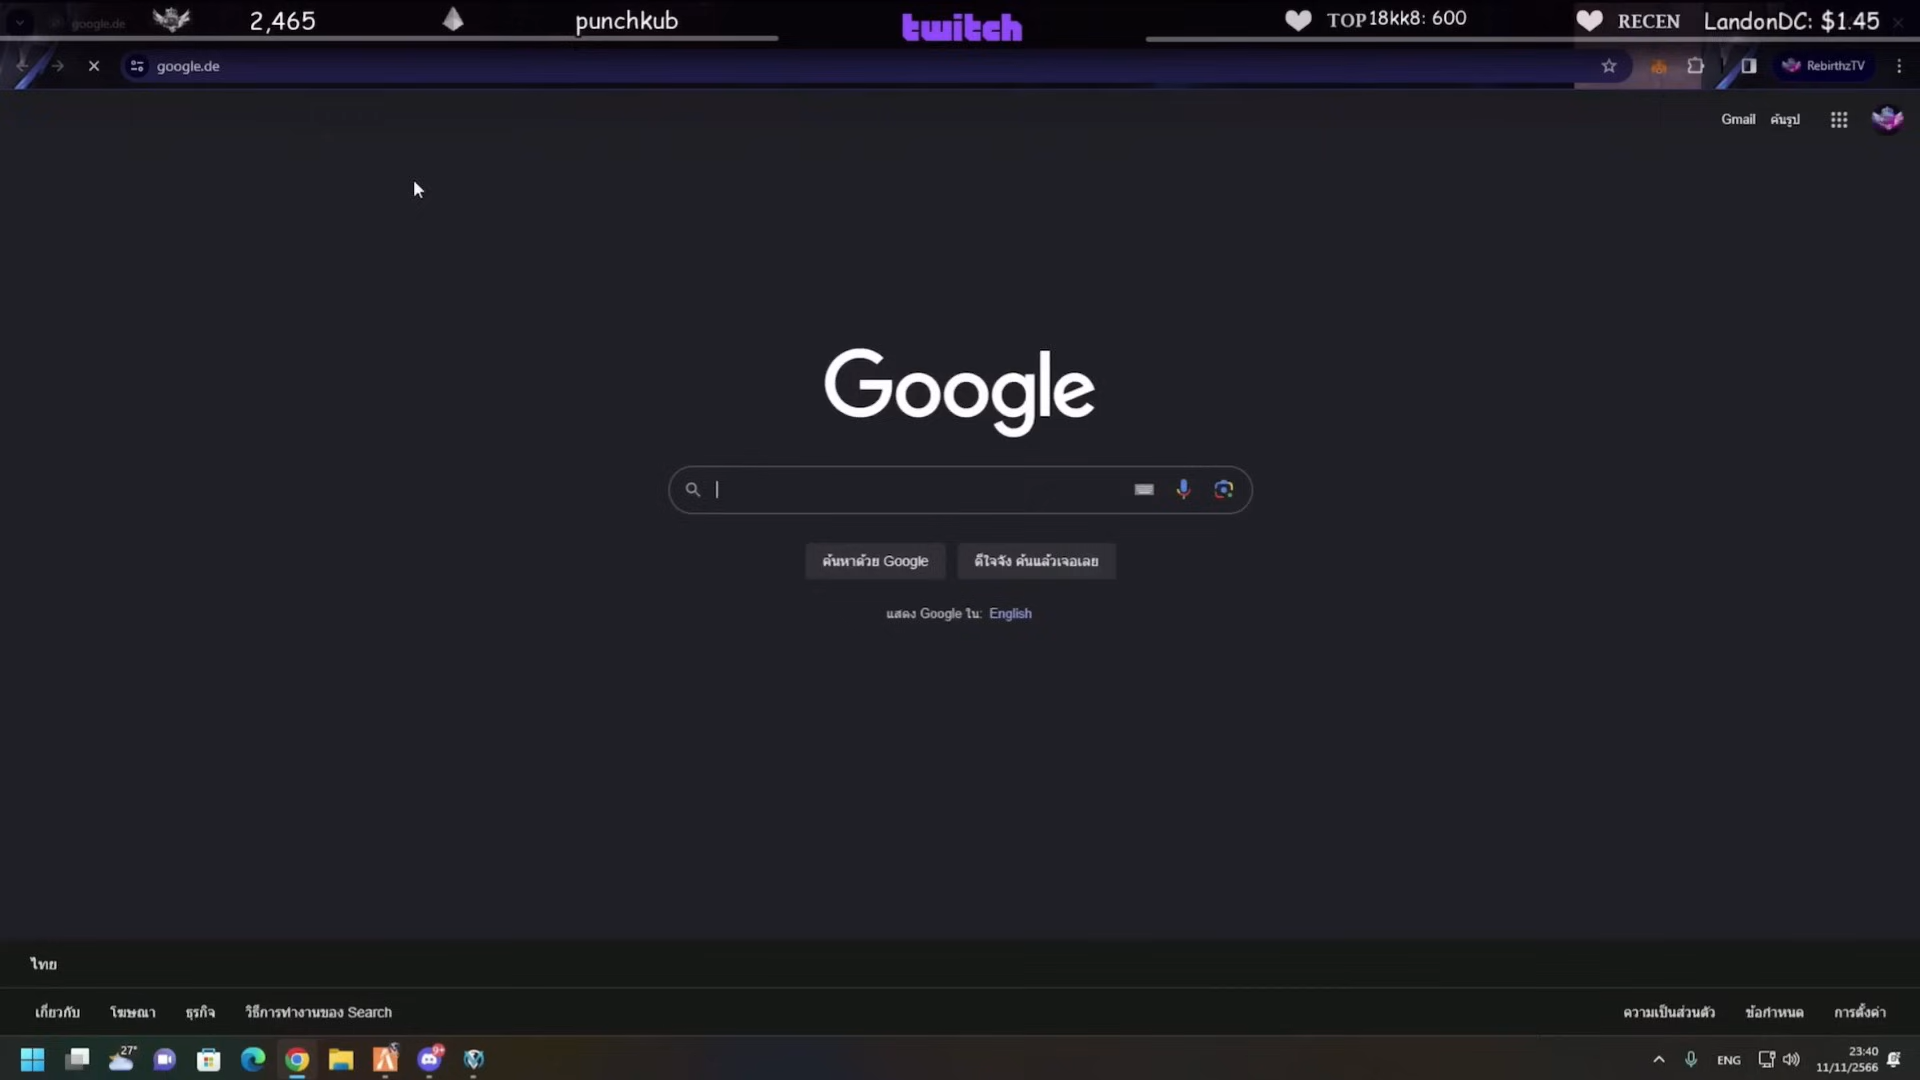 google.de
2,465
punchkub
twitch
TOP 18kk8: 600
RECEN
LandonDC: $1.45
google.de
RebirthzTV
Gmail
ค้นรูป
Google
ค้นหาด้วย Google
ดีใจจัง ค้นแล้วเจอเลย
แสดง Google ใน: English
ไทย
เกี่ยวกับ
โฆษณา
ธุรกิจ
วิธีการทำงานของ Search
ความเป็นส่วนตัว
ข้อกำหนด
การตั้งค่า
27°
9+
ENG
23:40
11/11/2566